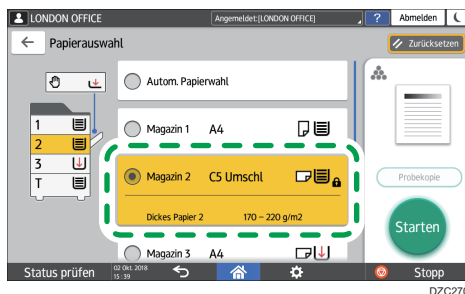 LONDON OFFICE
Angemeldet:[LONDON OFFICE]
?
Abmelden
Papierauswahl
Zurücksetzen
Autom. Papierwahl
1
2
3
T
Magazin 1 A4
Magazin 2 C5 Umschl
Dickes Papier 2 170 – 220 g/m2
Magazin 3 A4
Probekopie
Starten
Status prüfen
02 Okt. 2018
15 : 39
Stopp
DZC270